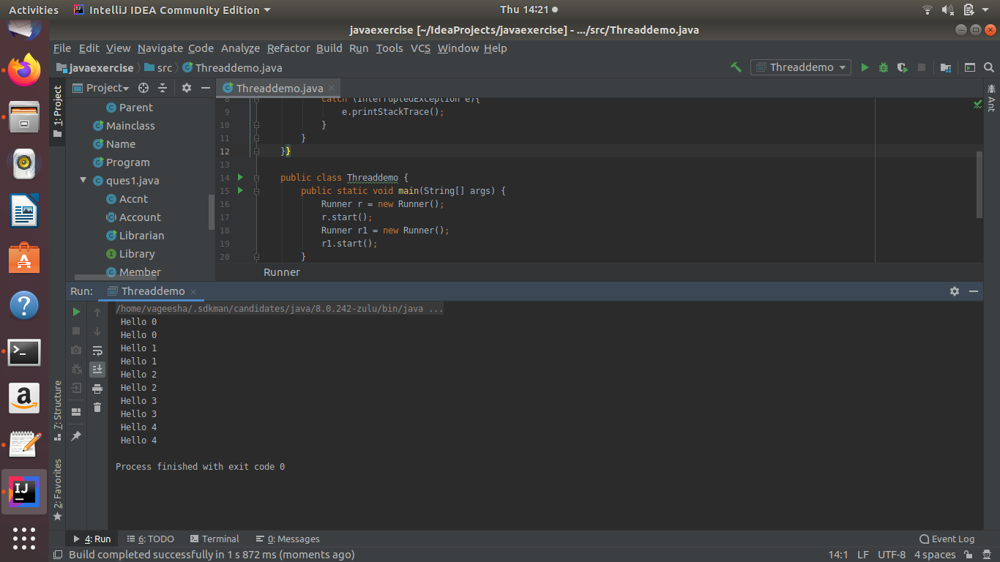 Activities IntelliJ IDEA Community Edition Thu 14:21
javaexercise [~/IdeaProjects/javaexercise] - .../src/Threaddemo.java
File Edit View Navigate Code Analyze Refactor Build Run Tools VCS Window Help
javaexercise src Threaddemo.java Threaddemo
1: Project
Project
Parent
Mainclass
Name
Program
ques1.java
Accnt
Account
Librarian
Library
Member
Threaddemo.java
8 catch (InterruptedException e){
9 e.printStackTrace();
10 }
11 }
12 }}
13
14 public class Threaddemo {
15 public static void main(String[] args) {
16 Runner r = new Runner();
17 r.start();
18 Runner r1 = new Runner();
19 r1.start();
20 }
Runner
Ant
Run: Threaddemo
/home/vageesha/.sdkman/candidates/java/8.0.242-zulu/bin/java ...
Hello 0
Hello 0
Hello 1
Hello 1
Hello 2
Hello 2
Hello 3
Hello 3
Hello 4
Hello 4
Process finished with exit code 0
7: Structure
2: Favorites
4: Run 6: TODO Terminal 0: Messages Event Log
Build completed successfully in 1 s 872 ms (moments ago) 14:1 LF UTF-8 4 spaces